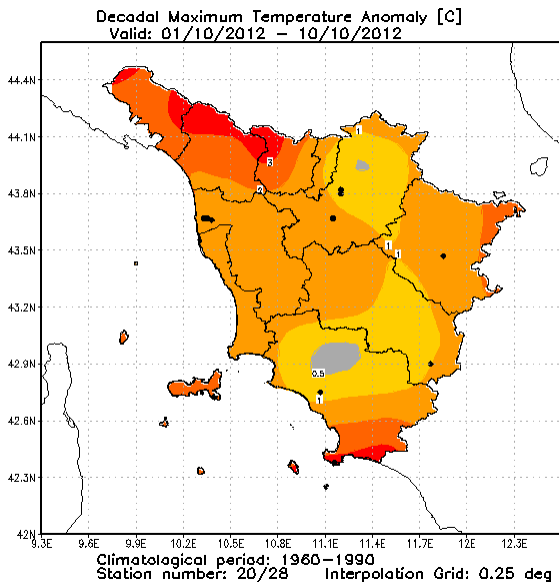 Decadal Maximum Temperature Anomaly [C]
Valid: 01/10/2012 – 10/10/2012
44.4N
44.1N
43.8N
43.5N
43.2N
42.9N
42.6N
42.3N
42N
1
3
2
1
1
1
0.5
1
9.3E 9.6E 9.9E 10.2E 10.5E 10.8E 11.1E 11.4E 11.7E 12E 12.3E
Climatological period: 1960–1990
Station number: 20/28 Interpolation Grid: 0.25 deg